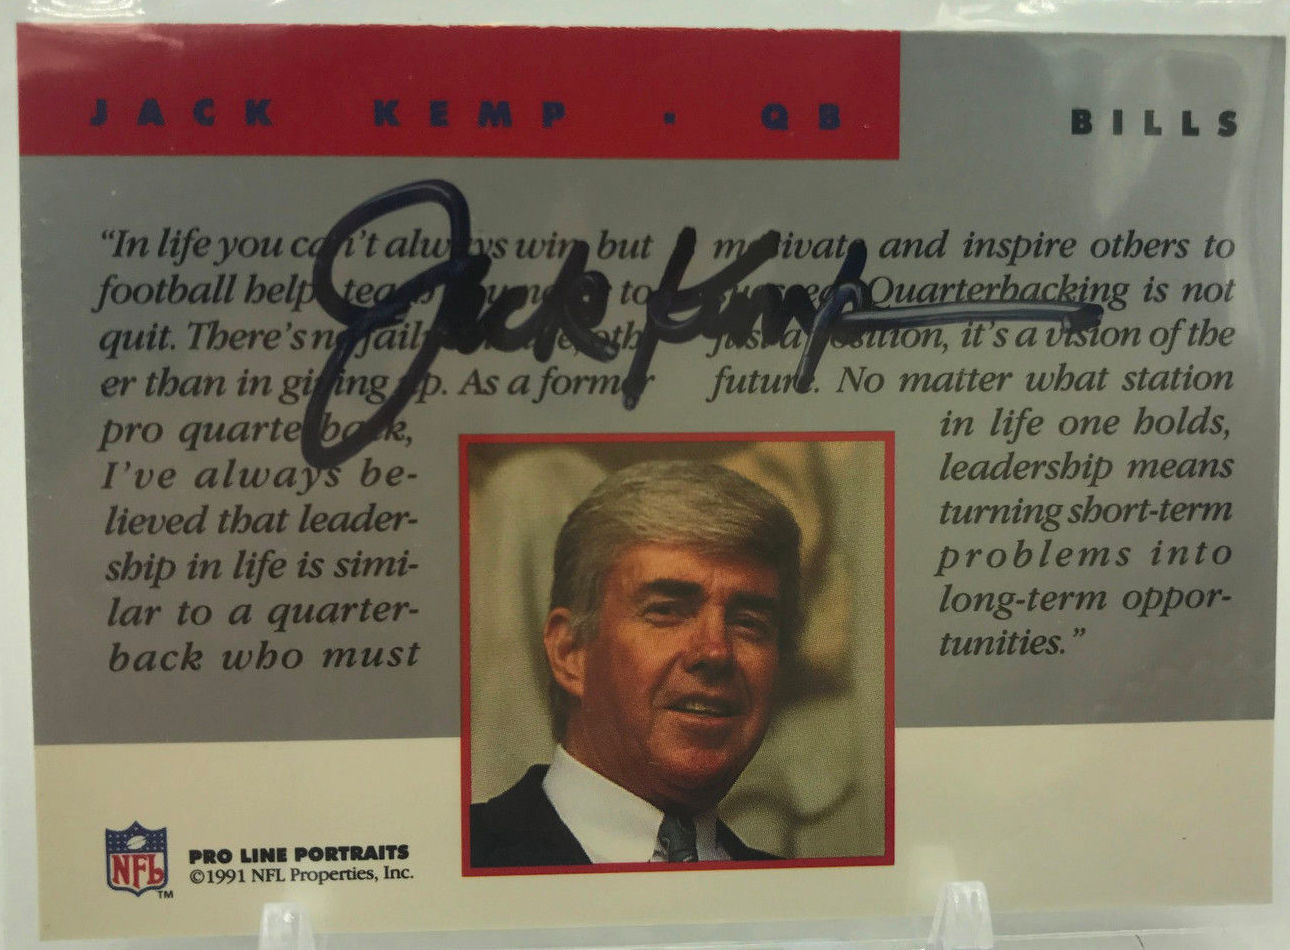 JACK KEMP · QB
BILLS
Jack Kemp
“In life you can't always win, but
football helps teach you to
quit. There's no failure oth-
er than in giving up. As a former
pro quarterback,
I've always be-
lieved that leader-
ship in life is simi-
lar to a quarter-
back who must
motivate and inspire others to
succeed. Quarterbacking is not
just a position, it's a vision of the
future. No matter what station
in life one holds,
leadership means
turning short-term
problems into
long-term oppor-
tunities.”
NFL
TM
PRO LINE PORTRAITS
©1991 NFL Properties, Inc.